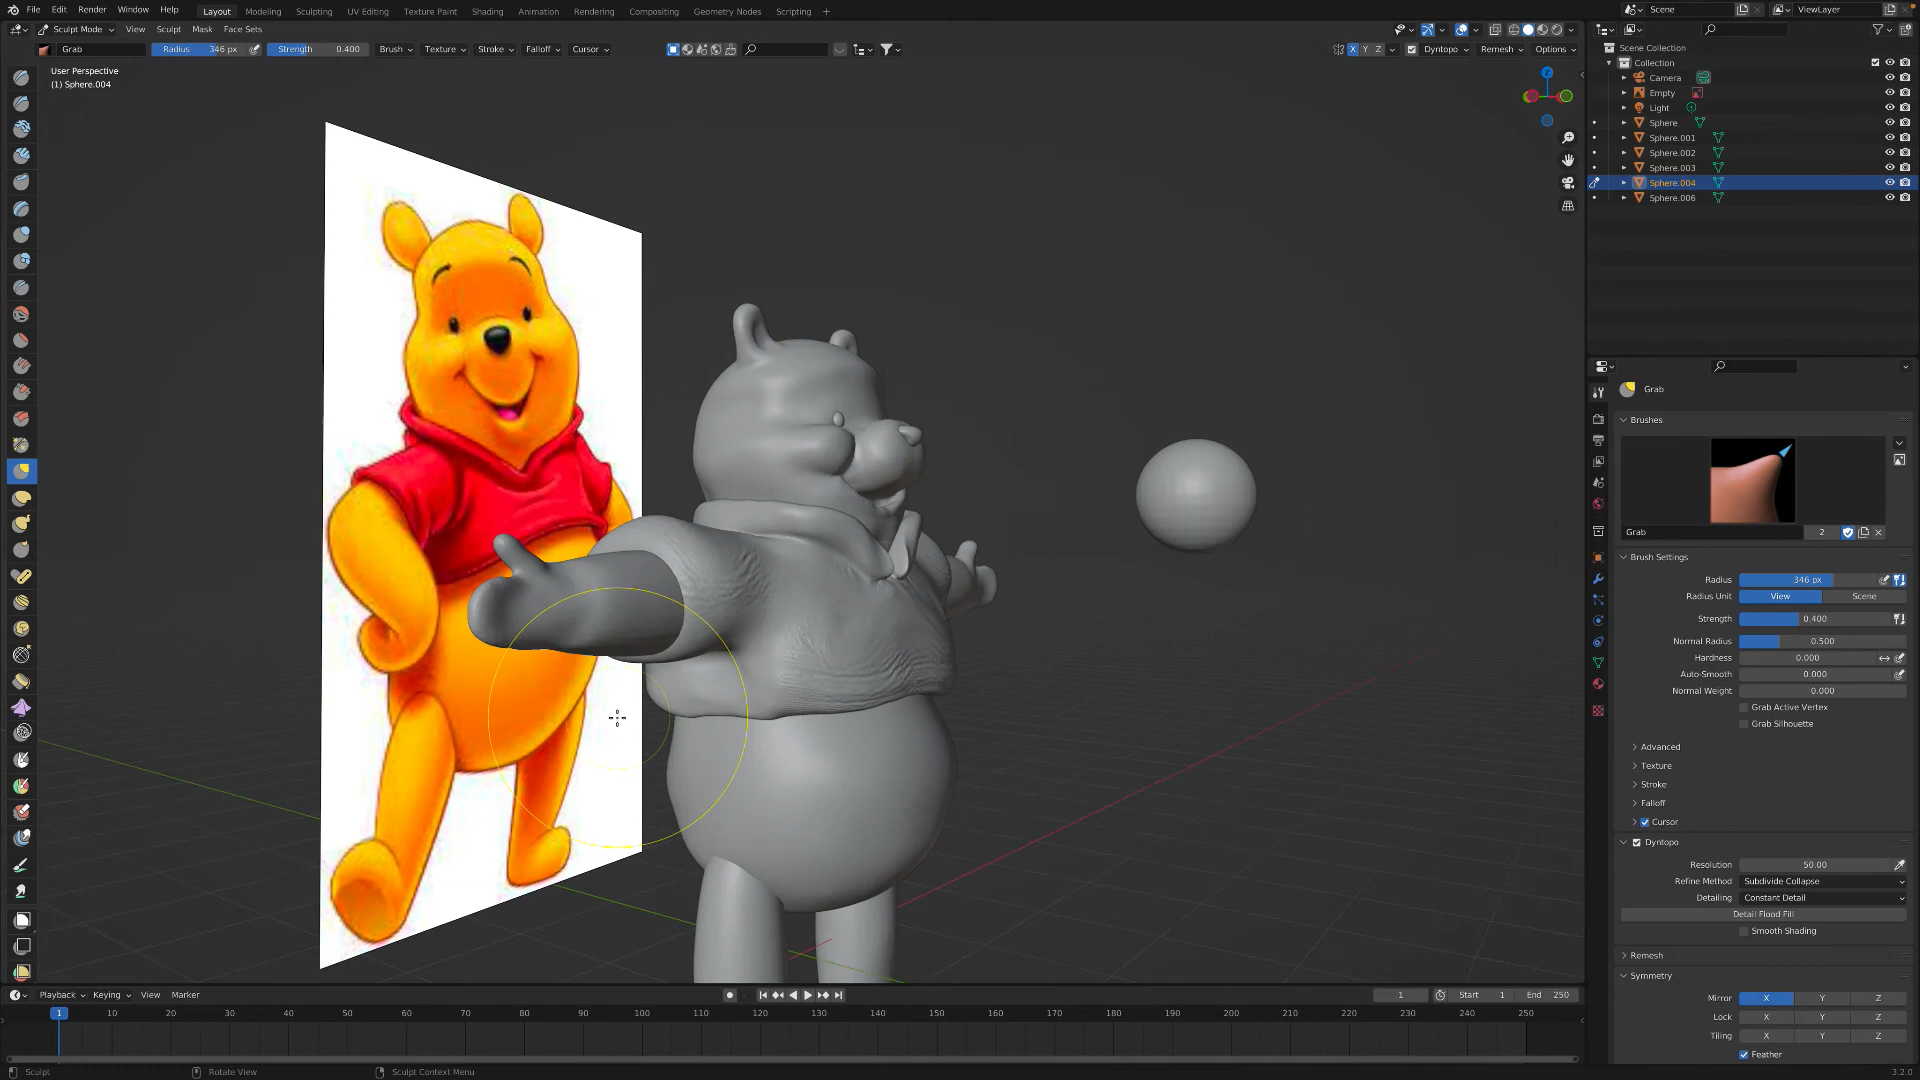 File Edit Render Window Help Layout Modeling Sculpting UV Editing Texture Paint Shading Animation Rendering Compositing Geometry Nodes Scripting + Scene ViewLayer
Sculpt Mode View Sculpt Mask Face Sets
Grab Radius 346 px Strength 0.400 Brush Texture Stroke Falloff Cursor X Y Z Dyntopo Remesh Options
User Perspective
(1) Sphere.004
Z
Scene Collection
Collection
Camera
Empty
Light
Sphere
Sphere.001
Sphere.002
Sphere.003
Sphere.004
Sphere.006
Grab
Brushes
Grab 2
Brush Settings
Radius 346 px
Radius Unit View Scene
Strength 0.400
Normal Radius 0.500
Hardness 0.000
Auto-Smooth 0.000
Normal Weight 0.000
Grab Active Vertex
Grab Silhouette
Advanced
Texture
Stroke
Falloff
Cursor
Dyntopo
Resolution 50.00
Refine Method Subdivide Collapse
Detailing Constant Detail
Detail Flood Fill
Smooth Shading
Remesh
Symmetry
Mirror X Y Z
Lock X Y Z
Tiling X Y Z
Feather
Playback Keying View Marker 1 Start 1 End 250
1 10 20 30 40 50 60 70 80 90 100 110 120 130 140 150 160 170 180 190 200 210 220 230 240 250
Sculpt Rotate View Sculpt Context Menu 3.2.0